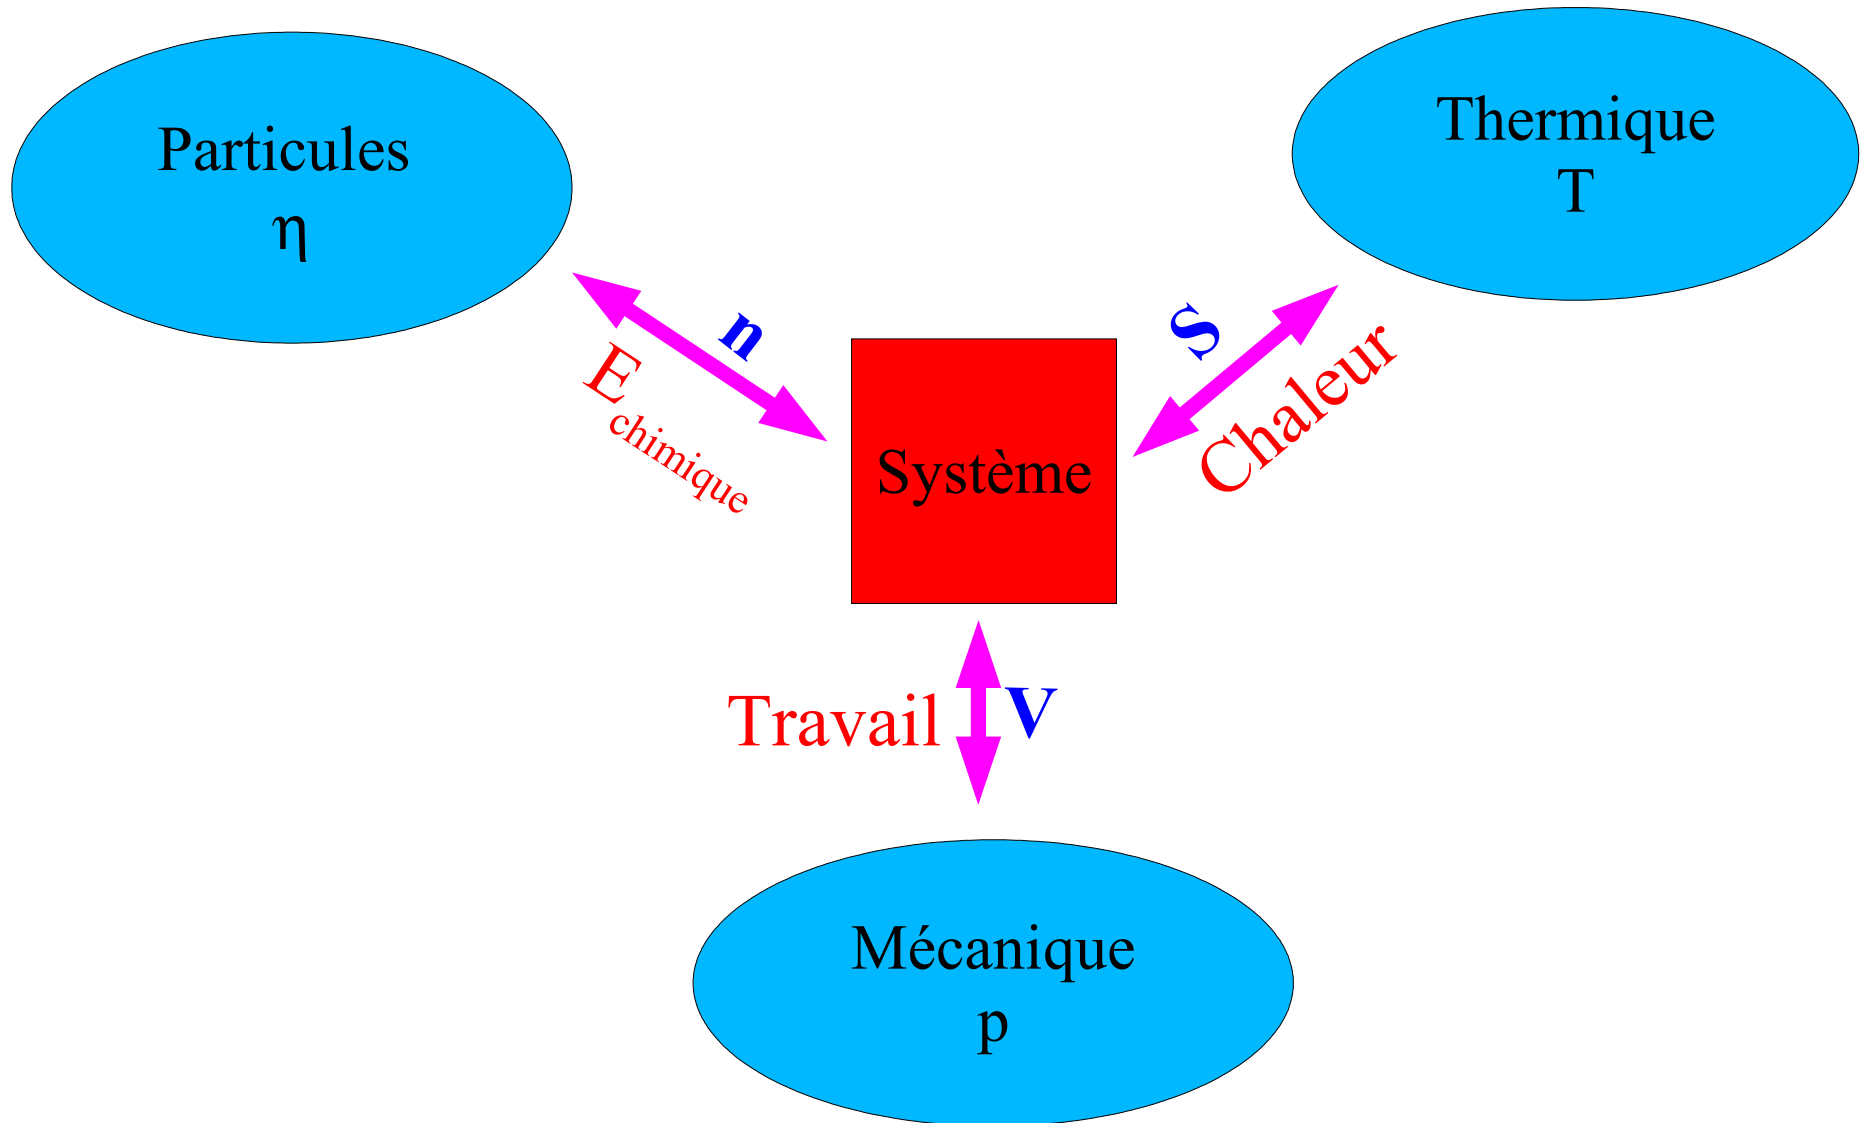 Particules
η
Thermique
T
n
E chimique
S
Chaleur
Système
Travail
V
Mécanique
p